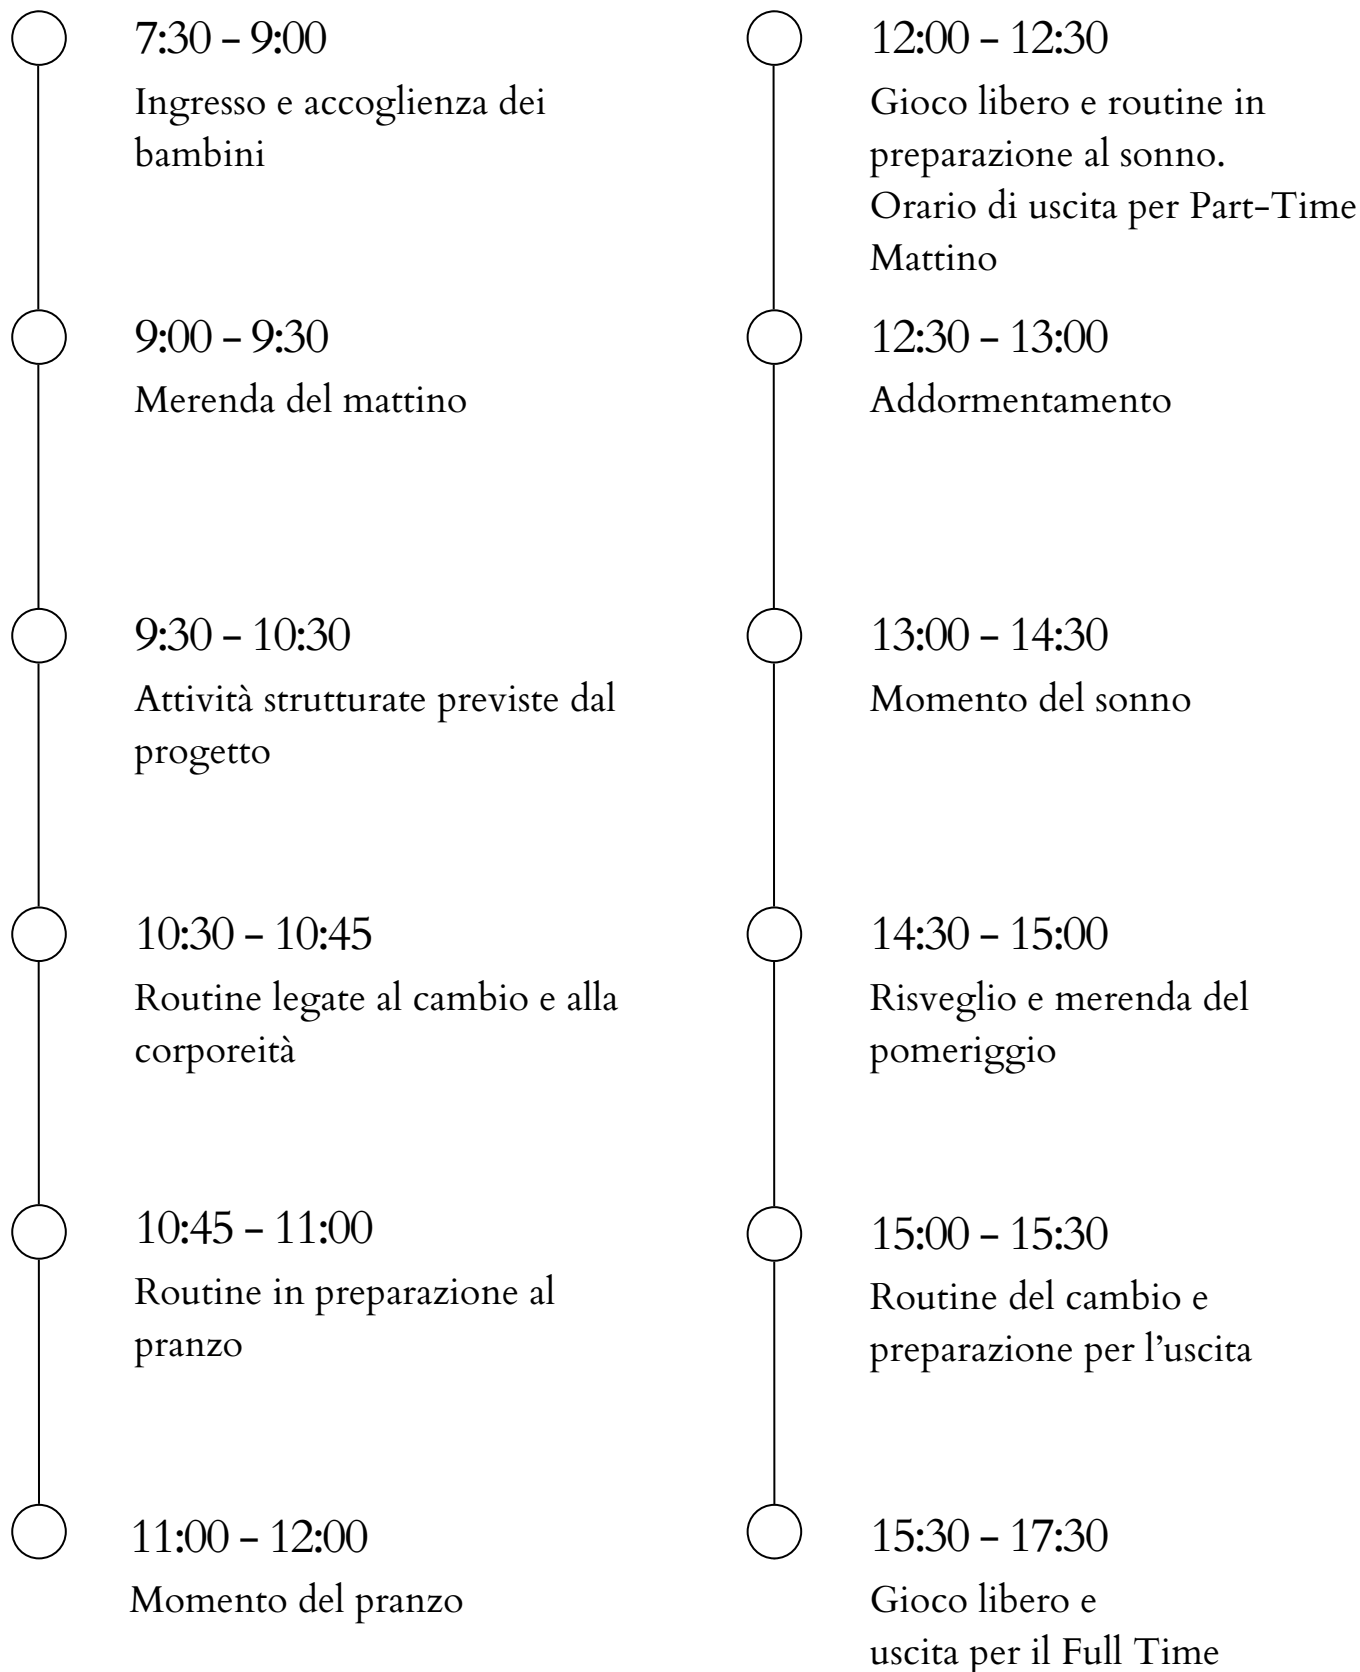 7:30 – 9:00
Ingresso e accoglienza dei
bambini
9:00 – 9:30
Merenda del mattino
9:30 – 10:30
Attività strutturate previste dal
progetto
10:30 – 10:45
Routine legate al cambio e alla
corporeità
10:45 – 11:00
Routine in preparazione al
pranzo
11:00 – 12:00
Momento del pranzo
12:00 – 12:30
Gioco libero e routine in
preparazione al sonno.
Orario di uscita per Part-Time
Mattino
12:30 – 13:00
Addormentamento
13:00 – 14:30
Momento del sonno
14:30 – 15:00
Risveglio e merenda del
pomeriggio
15:00 – 15:30
Routine del cambio e
preparazione per l’uscita
15:30 – 17:30
Gioco libero e
uscita per il Full Time